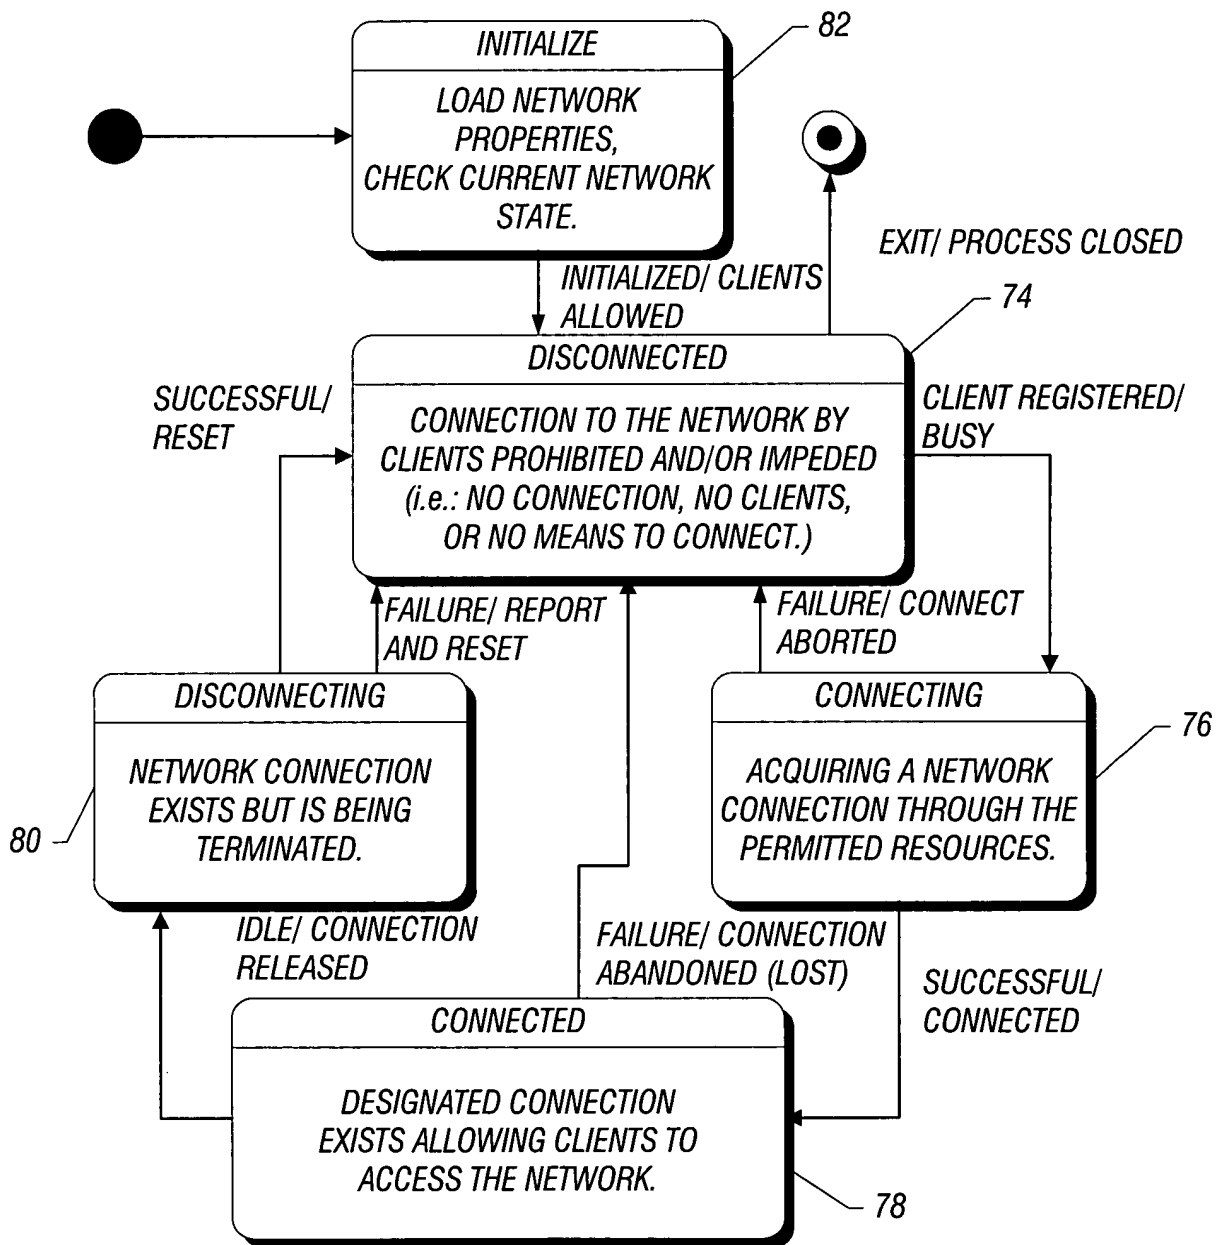 82
INITIALIZE
LOAD NETWORK
PROPERTIES,
CHECK CURRENT NETWORK
STATE.
EXIT/ PROCESS CLOSED
INITIALIZED/ CLIENTS
ALLOWED
74
DISCONNECTED
SUCCESSFUL/
RESET
CONNECTION TO THE NETWORK BY
CLIENTS PROHIBITED AND/OR IMPEDED
(i.e.: NO CONNECTION, NO CLIENTS,
OR NO MEANS TO CONNECT.)
CLIENT REGISTERED/
BUSY
FAILURE/ REPORT
AND RESET
FAILURE/ CONNECT
ABORTED
DISCONNECTING
NETWORK CONNECTION
EXISTS BUT IS BEING
TERMINATED.
80
CONNECTING
76
ACQUIRING A NETWORK
CONNECTION THROUGH THE
PERMITTED RESOURCES.
IDLE/ CONNECTION
RELEASED
FAILURE/ CONNECTION
ABANDONED (LOST)
SUCCESSFUL/
CONNECTED
CONNECTED
DESIGNATED CONNECTION
EXISTS ALLOWING CLIENTS TO
ACCESS THE NETWORK.
78